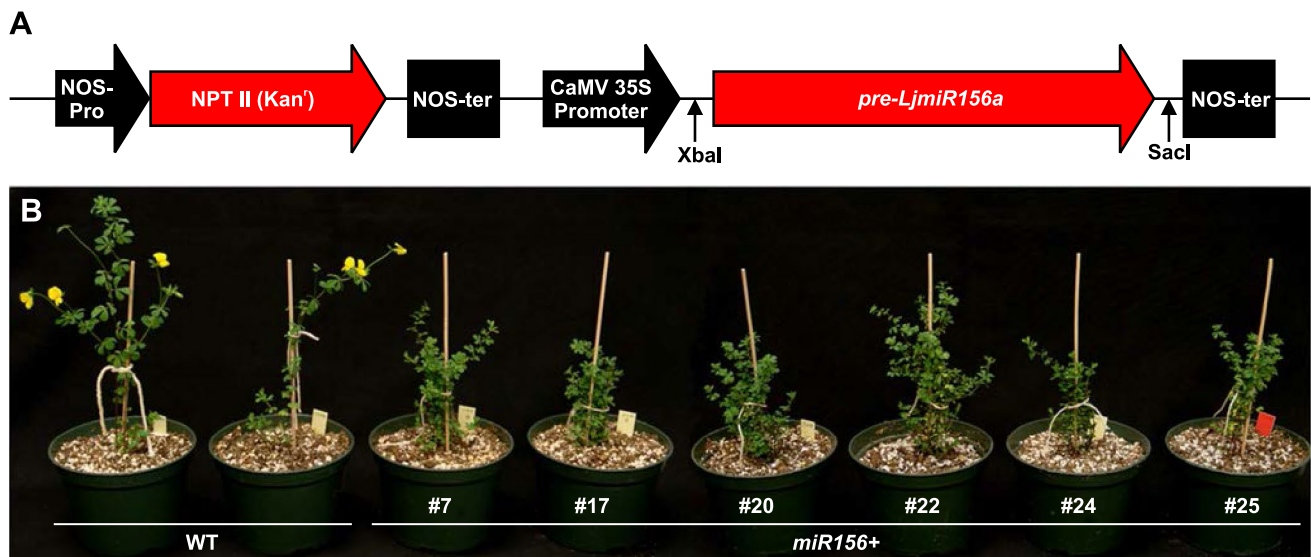 A
NOS-
Pro
NPT II (Kanʳ)
NOS-ter
CaMV 35S
Promoter
pre-LjmiR156a
NOS-ter
XbaI
SacI
B
#7 #17 #20 #22 #24 #25
WT miR156+